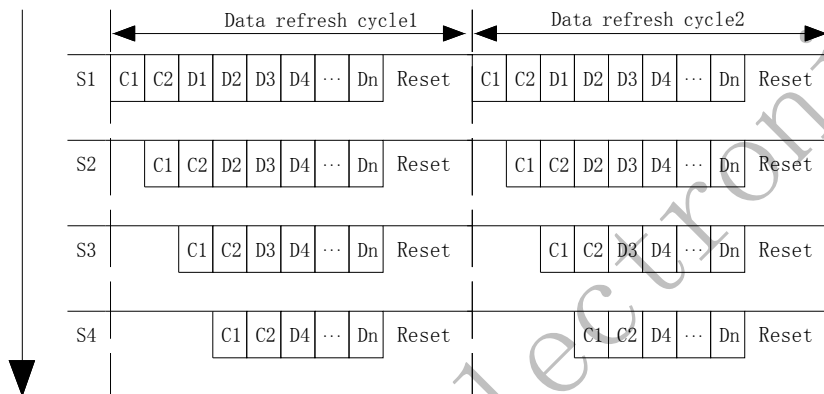 Data refresh cycle1 Data refresh cycle2
S1 C1 C2 D1 D2 D3 D4 ... Dn Reset C1 C2 D1 D2 D3 D4 ... Dn Reset
S2 C1 C2 D2 D3 D4 ... Dn Reset C1 C2 D2 D3 D4 ... Dn Reset
S3 C1 C2 D3 D4 ... Dn Reset C1 C2 D3 D4 ... Dn Reset
S4 C1 C2 D4 ... Dn Reset C1 C2 D4 ... Dn Reset